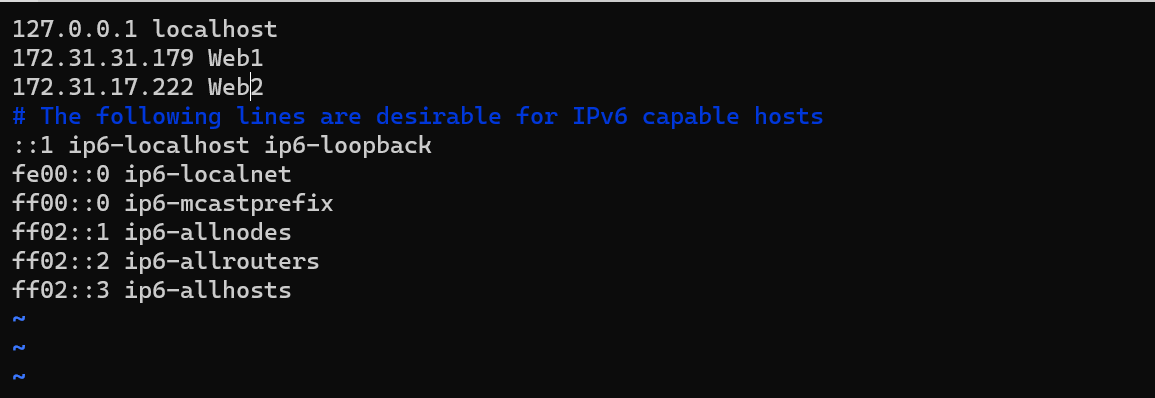 127.0.0.1 localhost
172.31.31.179 Web1
172.31.17.222 Web2
# The following lines are desirable for IPv6 capable hosts
::1 ip6-localhost ip6-loopback
fe00::0 ip6-localnet
ff00::0 ip6-mcastprefix
ff02::1 ip6-allnodes
ff02::2 ip6-allrouters
ff02::3 ip6-allhosts
~
~
~